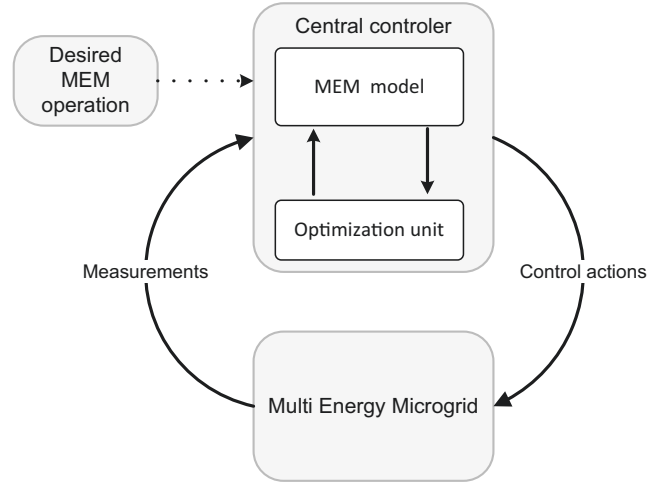 Central controler
Desired
MEM
operation
MEM model
Optimization unit
Measurements
Control actions
Multi Energy Microgrid